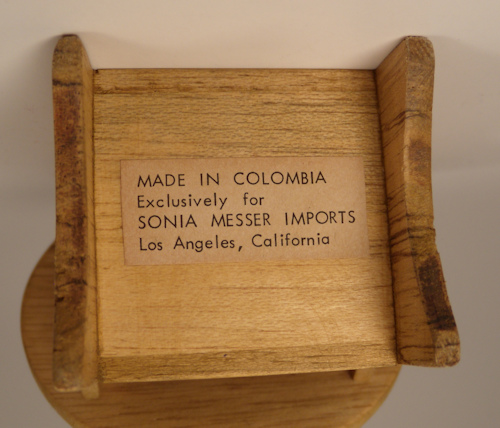 MADE IN COLOMBIA
Exclusively for
SONIA MESSER IMPORTS
Los Angeles, California